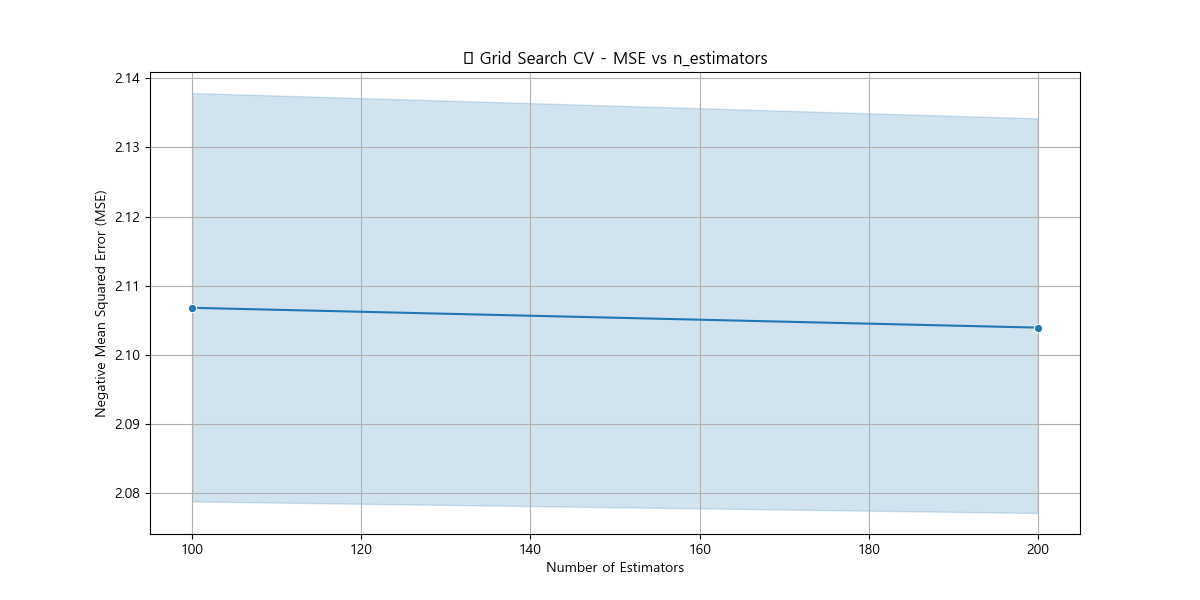 Grid Search CV - MSE vs n_estimators
Negative Mean Squared Error (MSE)
2.14
2.13
2.12
2.11
2.10
2.09
2.08
100 120 140 160 180 200
Number of Estimators